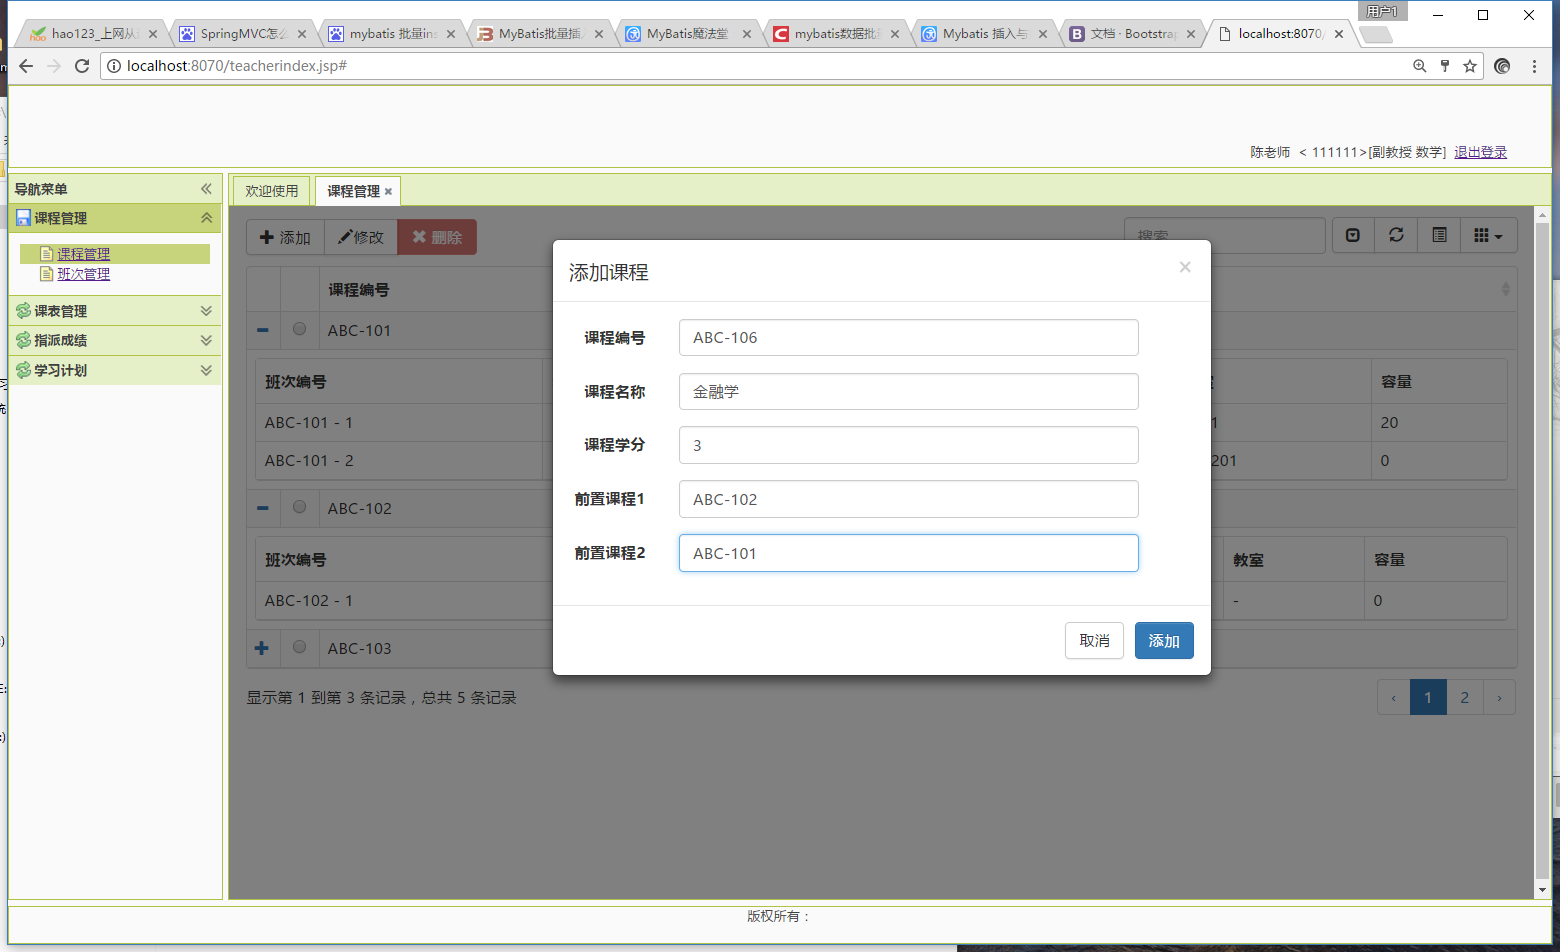 用户1
hao123_上网从
SpringMVC怎么
mybatis 批量ins
MyBatis批量插
MyBatis魔法堂
mybatis数据批
Mybatis 插入与
文档 · Bootstra
localhost:8070/
localhost:8070/teacherindex.jsp#
陈老师 < 111111>[副教授 数学] 退出登录
导航菜单
课程管理
课程管理
班次管理
课表管理
指派成绩
学习计划
欢迎使用
课程管理
添加
修改
删除
搜索
课程编号
ABC-101
班次编号
容量
ABC-101 - 1
1
20
ABC-101 - 2
201
0
ABC-102
班次编号
教室
容量
ABC-102 - 1
-
0
ABC-103
显示第 1 到第 3 条记录，总共 5 条记录
‹ 1 2 ›
添加课程
×
课程编号
ABC-106
课程名称
金融学
课程学分
3
前置课程1
ABC-102
前置课程2
ABC-101
取消
添加
版权所有：